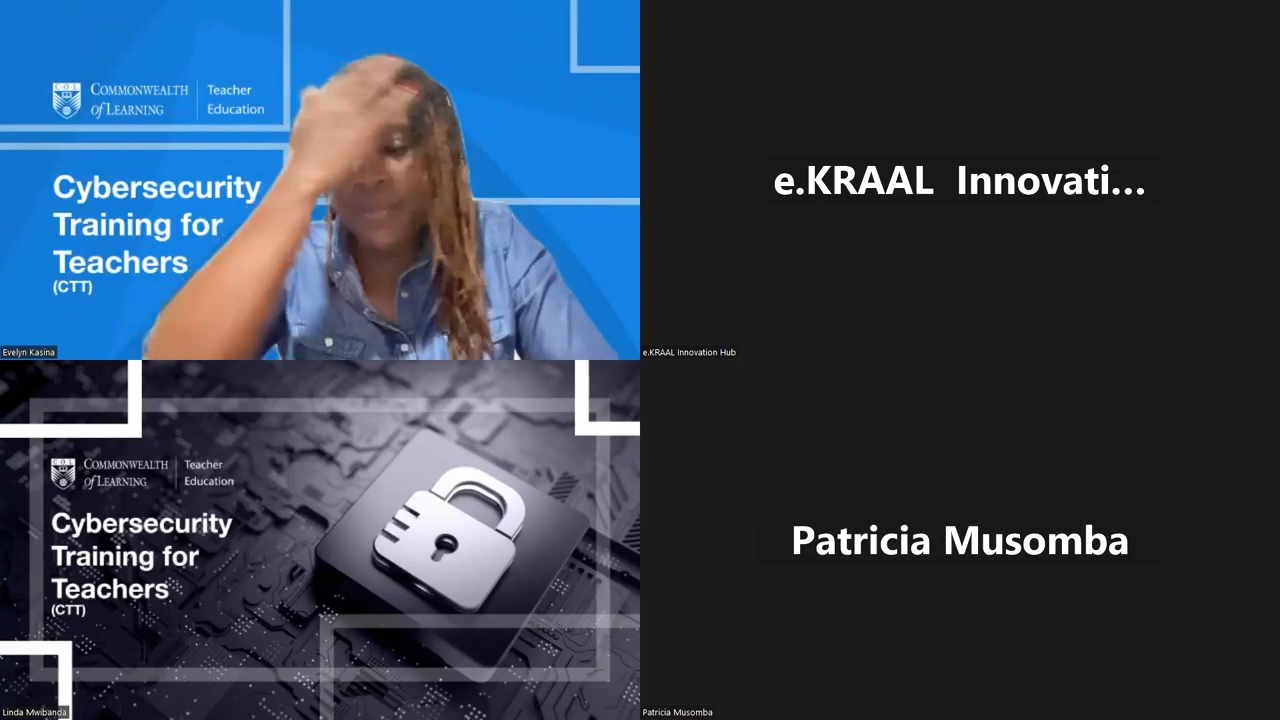 C O L
COMMONWEALTH
of LEARNING
Teacher
Education
Cybersecurity
Training for
Teachers
(CTT)
Evelyn Kasina
e.KRAAL Innovati...
e.KRAAL Innovation Hub
C O L
COMMONWEALTH
of LEARNING
Teacher
Education
Cybersecurity
Training for
Teachers
(CTT)
Linda Mwibanda
Patricia Musomba
Patricia Musomba